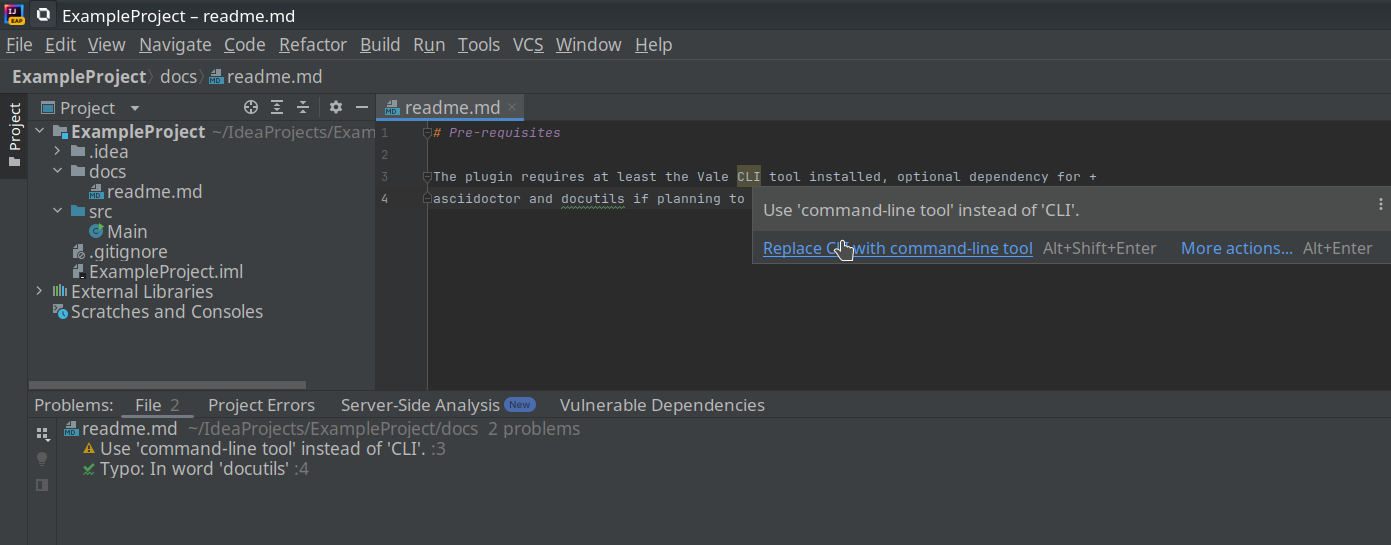 IJ EAP ExampleProject – readme.md
File Edit View Navigate Code Refactor Build Run Tools VCS Window Help
ExampleProject docs MD readme.md
Project
Project
MD readme.md
ExampleProject ~/IdeaProjects/Exam
.idea
docs
MD readme.md
src
Main
.gitignore
ExampleProject.iml
External Libraries
Scratches and Consoles
1 # Pre-requisites
2
3 The plugin requires at least the Vale CLI tool installed, optional dependency for +
4 asciidoctor and docutils if planning to
Use 'command-line tool' instead of 'CLI'.
Replace CLI with command-line tool Alt+Shift+Enter More actions... Alt+Enter
Problems: File 2 Project Errors Server-Side Analysis New Vulnerable Dependencies
MD readme.md ~/IdeaProjects/ExampleProject/docs 2 problems
Use 'command-line tool' instead of 'CLI'. :3
Typo: In word 'docutils' :4